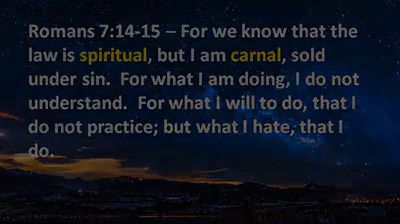 Romans 7:14-15 – For we know that the
law is spiritual, but I am carnal, sold
under sin.  For what I am doing, I do not
understand.  For what I will to do, that I
do not practice; but what I hate, that I
do.